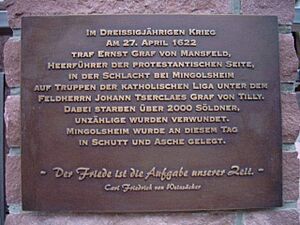 Im Dreissigjährigen Krieg
am 27. April 1622
traf Ernst Graf von Mansfeld,
Heerführer der protestantischen Seite,
in der Schlacht bei Mingolsheim
auf Truppen der katholischen Liga unter dem
Feldherrn Johann Tserclaes Graf von Tilly.
Dabei starben über 2000 Söldner,
unzählige wurden verwundet.
Mingolsheim wurde an diesem Tag
in Schutt und Asche gelegt.
~ Der Friede ist die Aufgabe unserer Zeit. ~
Carl Friedrich von Weizsäcker